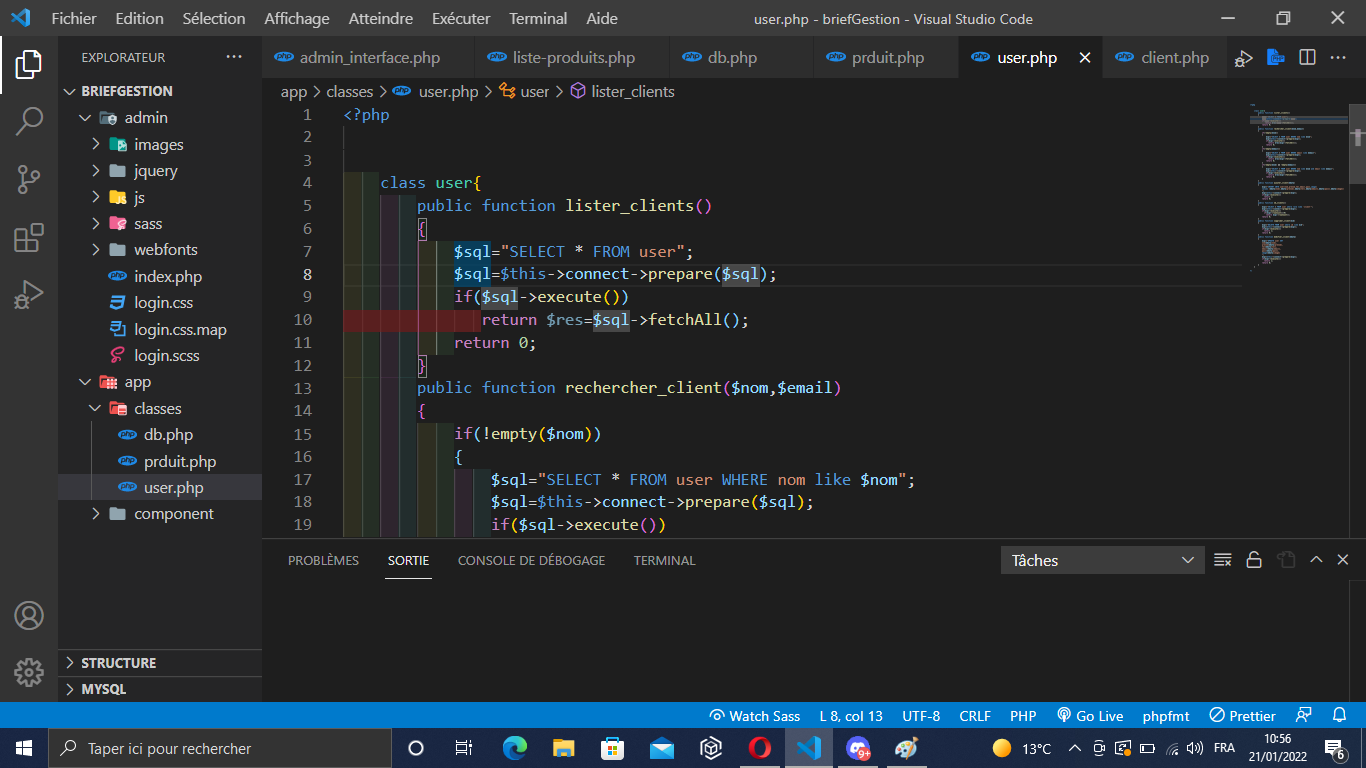 Fichier Edition Sélection Affichage Atteindre Exécuter Terminal Aide user.php - briefGestion - Visual Studio Code
EXPLORATEUR
BRIEFGESTION
admin
images
jquery
js
sass
webfonts
index.php
login.css
login.css.map
login.scss
app
classes
db.php
prduit.php
user.php
component
STRUCTURE
MYSQL
admin_interface.php liste-produits.php db.php prduit.php user.php client.php
app > classes > user.php > user > lister_clients
1 <?php
2
3
4 class user{
5 public function lister_clients()
6 {
7 $sql="SELECT * FROM user";
8 $sql=$this->connect->prepare($sql);
9 if($sql->execute())
10 return $res=$sql->fetchAll();
11 return 0;
12 }
13 public function rechercher_client($nom,$email)
14 {
15 if(!empty($nom))
16 {
17 $sql="SELECT * FROM user WHERE nom like $nom";
18 $sql=$this->connect->prepare($sql);
19 if($sql->execute())
PROBLÈMES SORTIE CONSOLE DE DÉBOGAGE TERMINAL Tâches
Watch Sass L 8, col 13 UTF-8 CRLF PHP Go Live phpfmt Prettier
Taper ici pour rechercher 9+ 13°C FRA 10:56
21/01/2022 6